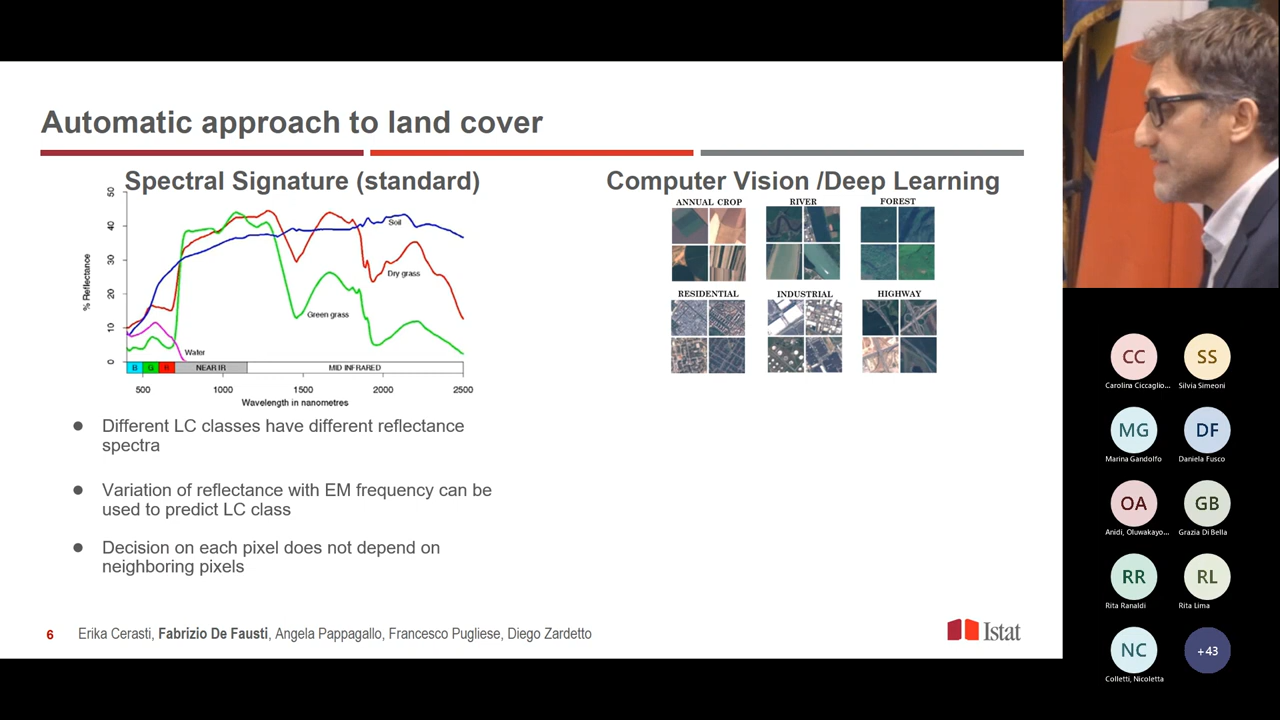 Automatic approach to land cover
Spectral Signature (standard)
% Reflectance
50
40
30
20
10
0
Soil
Dry grass
Green grass
Water
B G R NEAR IR MID INFRARED
500 1000 1500 2000 2500
Wavelength in nanometres
Different LC classes have different reflectance
spectra
Variation of reflectance with EM frequency can be
used to predict LC class
Decision on each pixel does not depend on
neighboring pixels
Computer Vision /Deep Learning
ANNUAL CROP RIVER FOREST
RESIDENTIAL INDUSTRIAL HIGHWAY
6 Erika Cerasti, Fabrizio De Fausti, Angela Pappagallo, Francesco Pugliese, Diego Zardetto
Istat
CC SS
Carolina Ciccaglio... Silvia Simeoni
MG DF
Marina Gandolfo Daniela Fusco
OA GB
Anidi, Oluwakayo... Grazia Di Bella
RR RL
Rita Ranaldi Rita Lima
NC +43
Colletti, Nicoletta